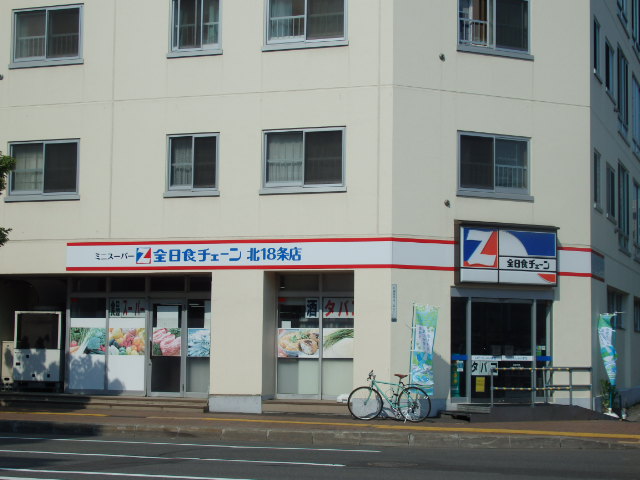 ミニスーパー Z 全日食チェーン 北18条店
Z
全日食チェーン
酒 タバコ
タバコ